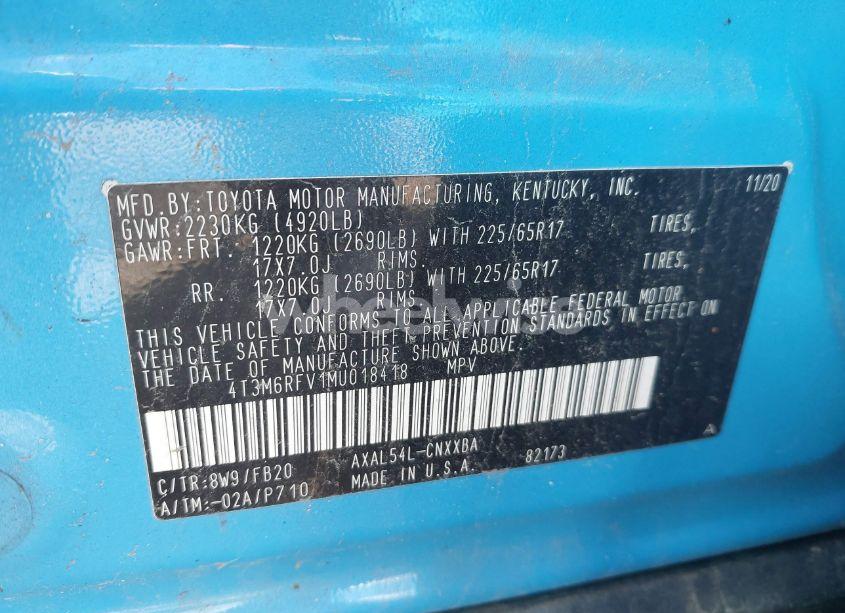 MFD. BY: TOYOTA MOTOR MANUFACTURING, KENTUCKY, INC. 11/20
GVWR: 2230KG (4920LB)
GAWR: FRT. 1220KG (2690LB) WITH 225/65R17 TIRES,
17X7.0J RIMS.
RR. 1220KG (2690LB) WITH 225/65R17 TIRES,
17X7.0J RIMS.
THIS VEHICLE CONFORMS TO ALL APPLICABLE FEDERAL MOTOR
VEHICLE SAFETY AND THEFT PREVENTION STANDARDS IN EFFECT ON
THE DATE OF MANUFACTURE SHOWN ABOVE.
4T3M6RFV1MU018418 MPV
C/TR: 8W9/FB20 AXAL54L-CNXXBA 82173 A
A/TM: -02A/P710 MADE IN U.S.A.